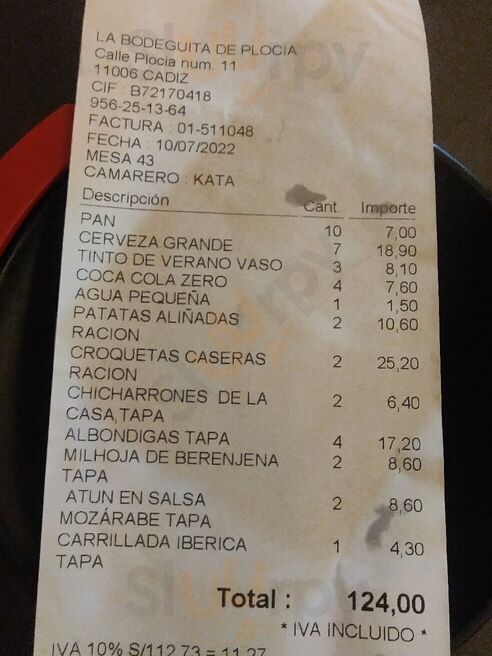 LA BODEGUITA DE PLOCIA
Calle Plocia num. 11
11006 CADIZ
CIF : B72170418
956-25-13-64
FACTURA : 01-511048
FECHA : 10/07/2022
MESA 43
CAMARERO : KATA
Descripción Cant. Importe
PAN 10 7,00
CERVEZA GRANDE 7 18,90
TINTO DE VERANO VASO 3 8,10
COCA COLA ZERO 4 7,60
AGUA PEQUEÑA 1 1,50
PATATAS ALIÑADAS 2 10,60
RACION
CROQUETAS CASERAS 2 25,20
RACION
CHICHARRONES DE LA 2 6,40
CASA,TAPA
ALBONDIGAS TAPA 4 17,20
MILHOJA DE BERENJENA 2 8,60
TAPA
ATUN EN SALSA 2 8,60
MOZÁRABE TAPA
CARRILLADA IBERICA 1 4,30
TAPA
Total : 124,00
* IVA INCLUIDO *
IVA 10% S/112,73 = 11,27
Slurrpy